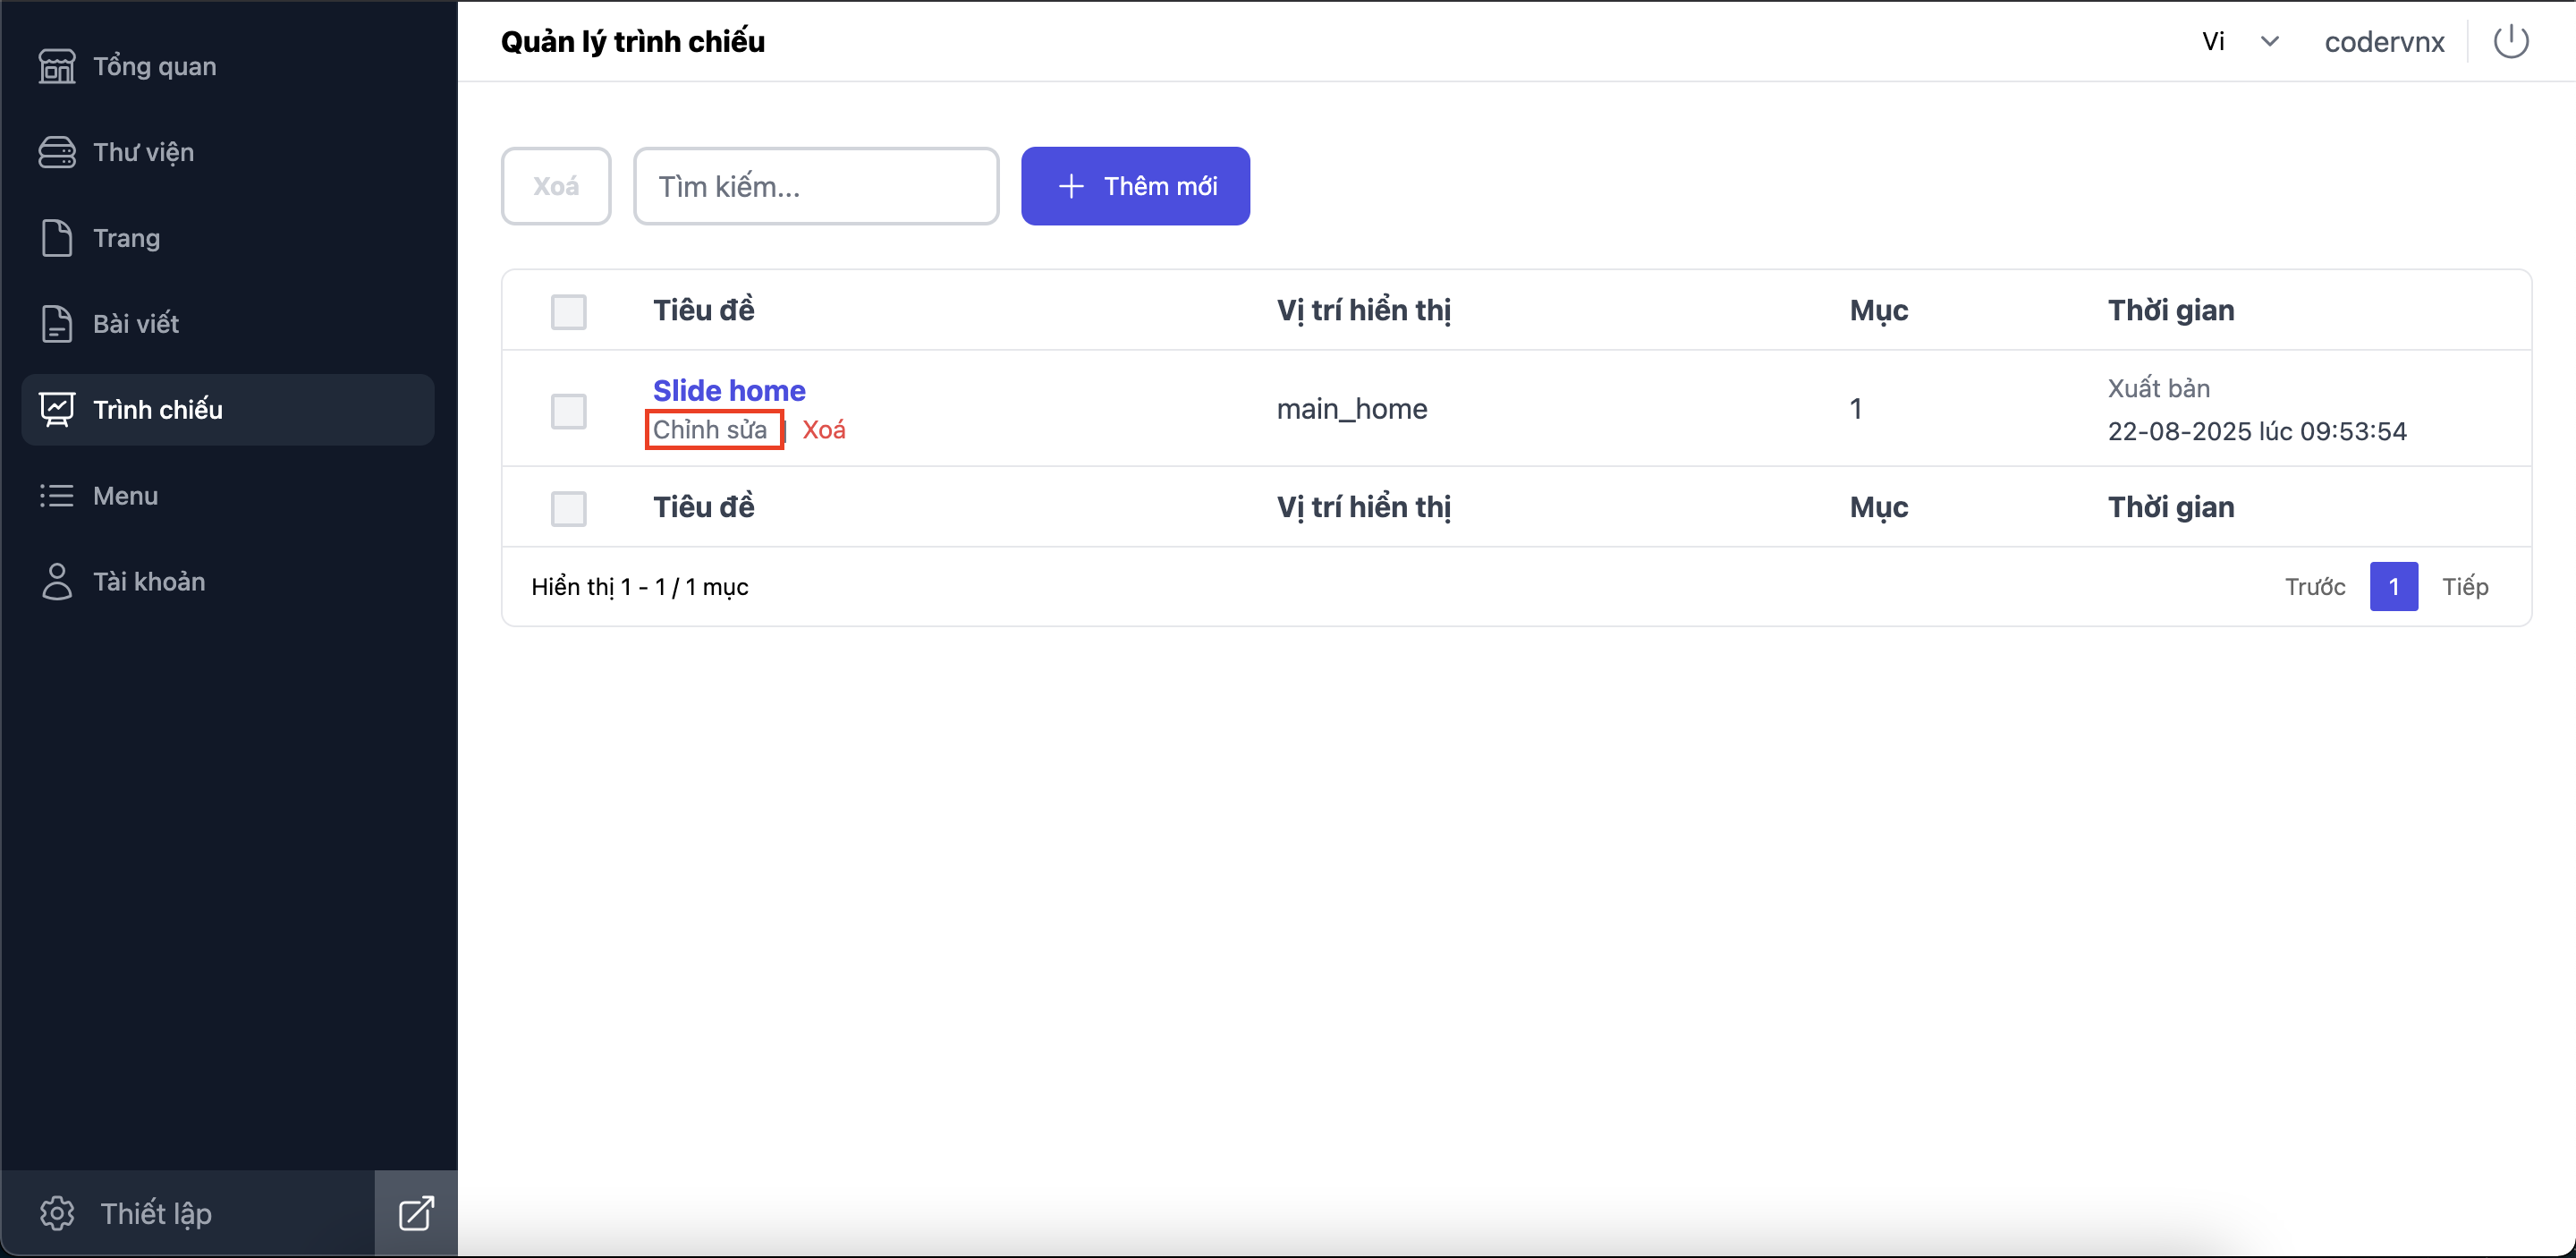 Tổng quan
Thư viện
Trang
Bài viết
Trình chiếu
Menu
Tài khoản
Thiết lập
Quản lý trình chiếu
Vi
codervnx
Xoá
Tìm kiếm...
+ Thêm mới
Tiêu đề Vị trí hiển thị Mục Thời gian
Slide home
Chỉnh sửa | Xoá
main_home
1
Xuất bản
22-08-2025 lúc 09:53:54
Tiêu đề Vị trí hiển thị Mục Thời gian
Hiển thị 1 - 1 / 1 mục
Trước 1 Tiếp